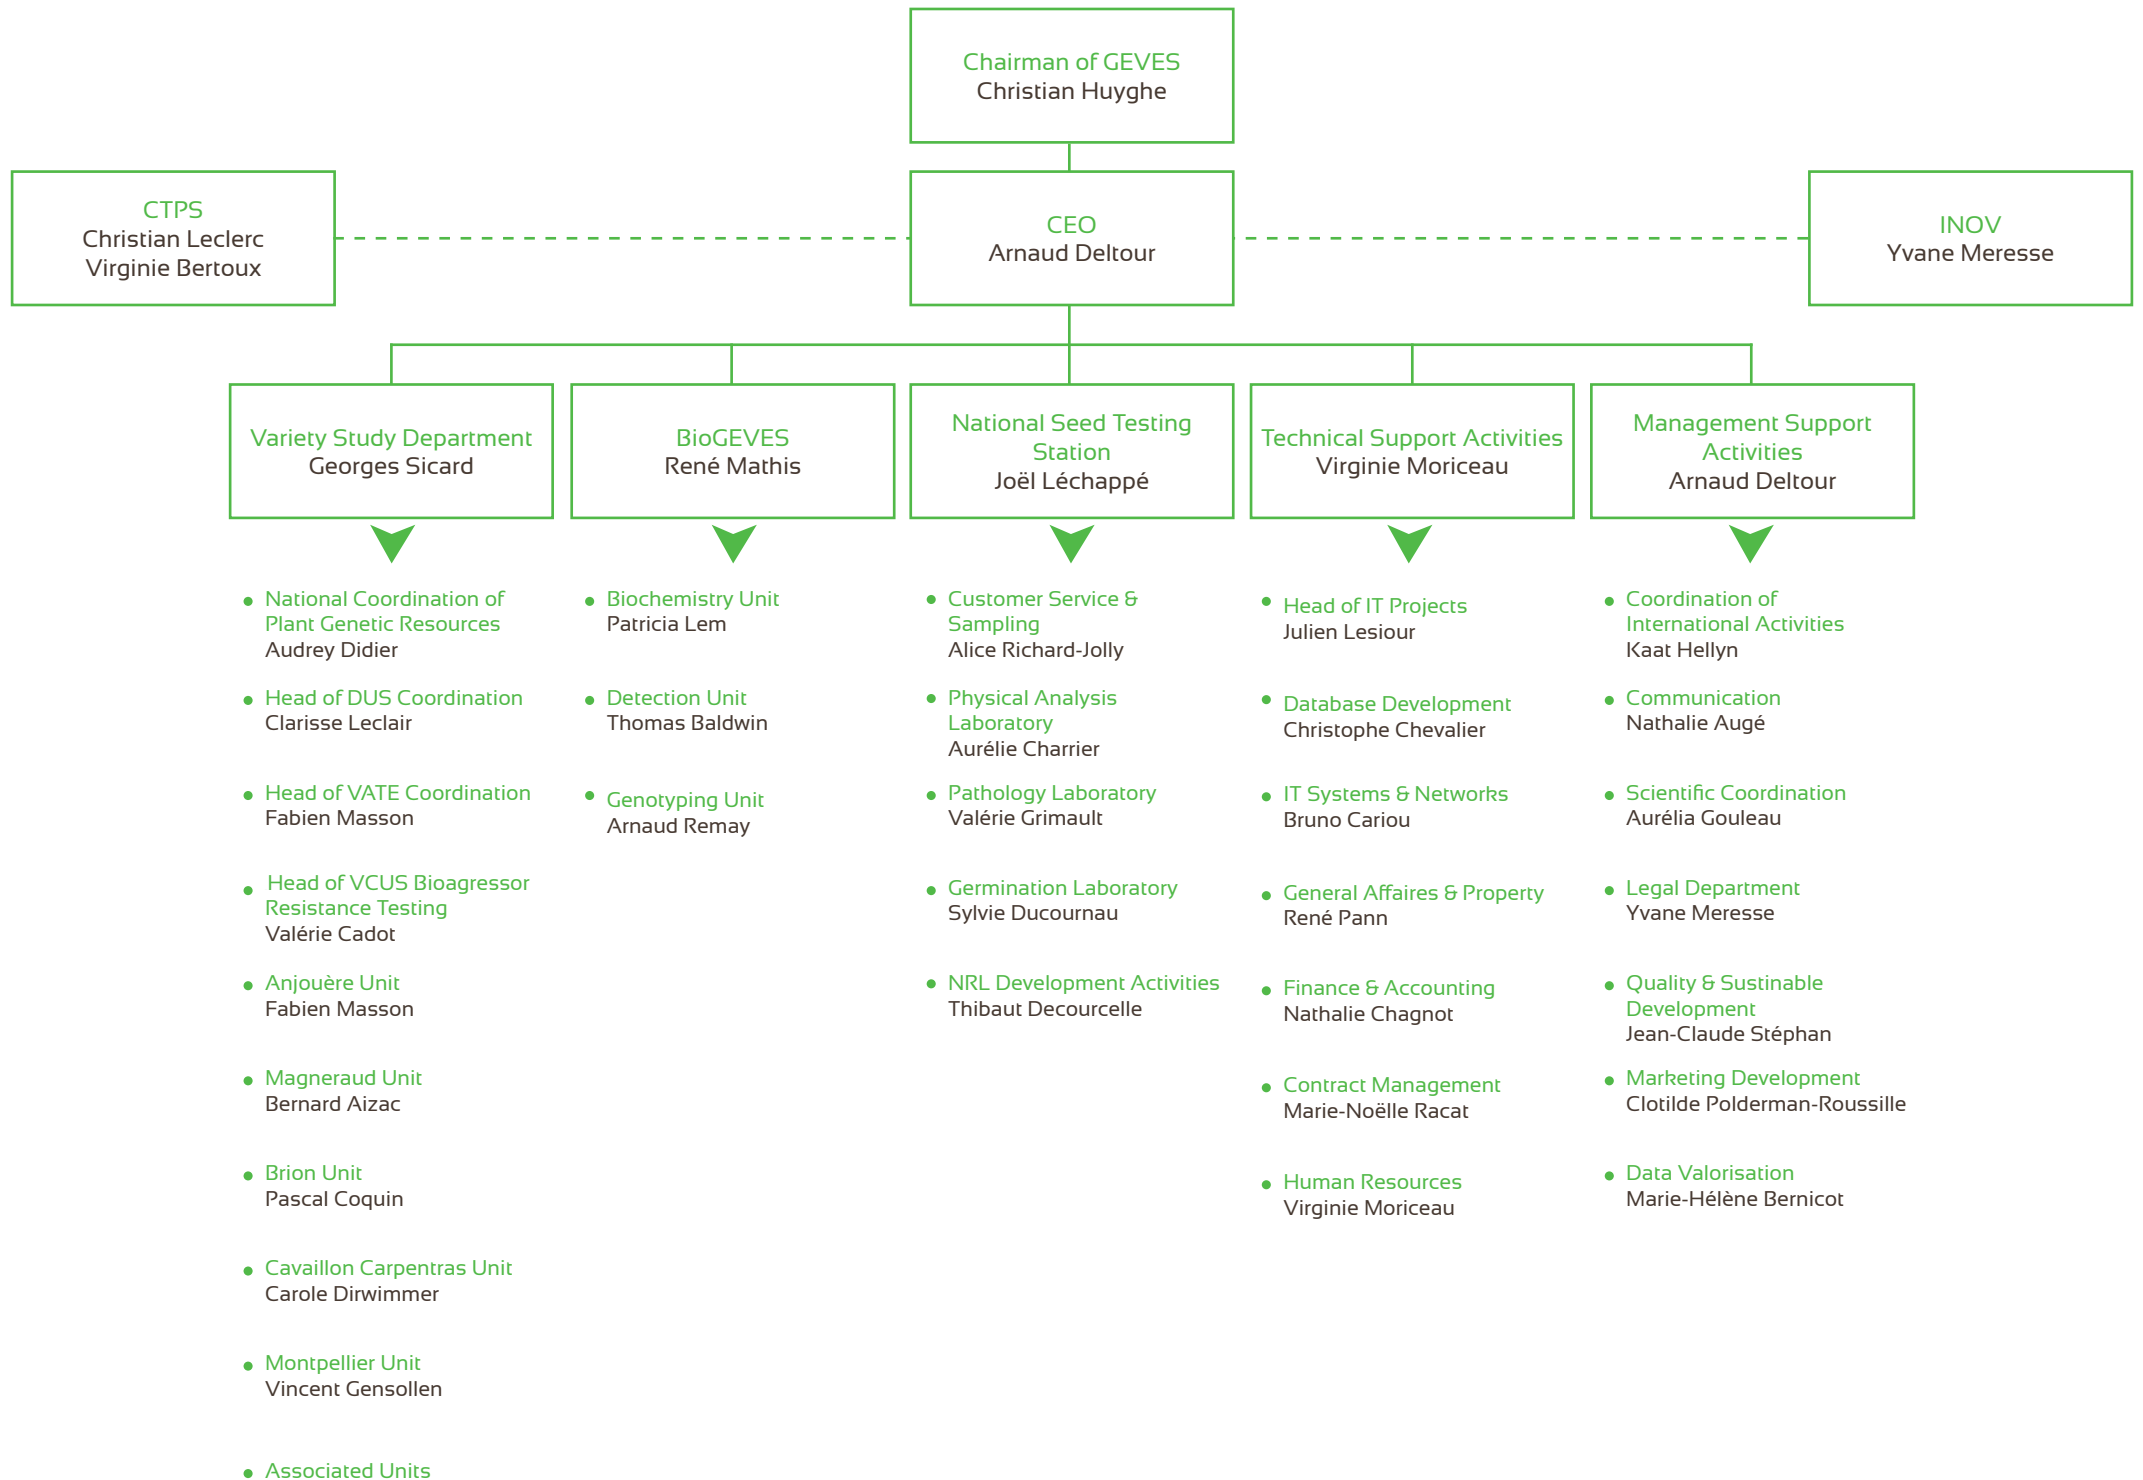 Chairman of GEVES
Christian Huyghe
CTPS
Christian Leclerc
Virginie Bertoux
CEO
Arnaud Deltour
INOV
Yvane Meresse
Variety Study Department
Georges Sicard
BioGEVES
René Mathis
National Seed Testing
Station
Joël Léchappé
Technical Support Activities
Virginie Moriceau
Management Support
Activities
Arnaud Deltour
National Coordination of
Plant Genetic Resources
Audrey Didier
Head of DUS Coordination
Clarisse Leclair
Head of VATE Coordination
Fabien Masson
Head of VCUS Bioagressor
Resistance Testing
Valérie Cadot
Anjouère Unit
Fabien Masson
Magneraud Unit
Bernard Aizac
Brion Unit
Pascal Coquin
Cavaillon Carpentras Unit
Carole Dirwimmer
Montpellier Unit
Vincent Gensollen
Associated Units
Biochemistry Unit
Patricia Lem
Detection Unit
Thomas Baldwin
Genotyping Unit
Arnaud Remay
Customer Service &
Sampling
Alice Richard-Jolly
Physical Analysis
Laboratory
Aurélie Charrier
Pathology Laboratory
Valérie Grimault
Germination Laboratory
Sylvie Ducournau
NRL Development Activities
Thibaut Decourcelle
Head of IT Projects
Julien Lesiour
Database Development
Christophe Chevalier
IT Systems & Networks
Bruno Cariou
General Affaires & Property
René Pann
Finance & Accounting
Nathalie Chagnot
Contract Management
Marie-Noëlle Racat
Human Resources
Virginie Moriceau
Coordination of
International Activities
Kaat Hellyn
Communication
Nathalie Augé
Scientific Coordination
Aurélia Gouleau
Legal Department
Yvane Meresse
Quality & Sustinable
Development
Jean-Claude Stéphan
Marketing Development
Clotilde Polderman-Roussille
Data Valorisation
Marie-Hélène Bernicot